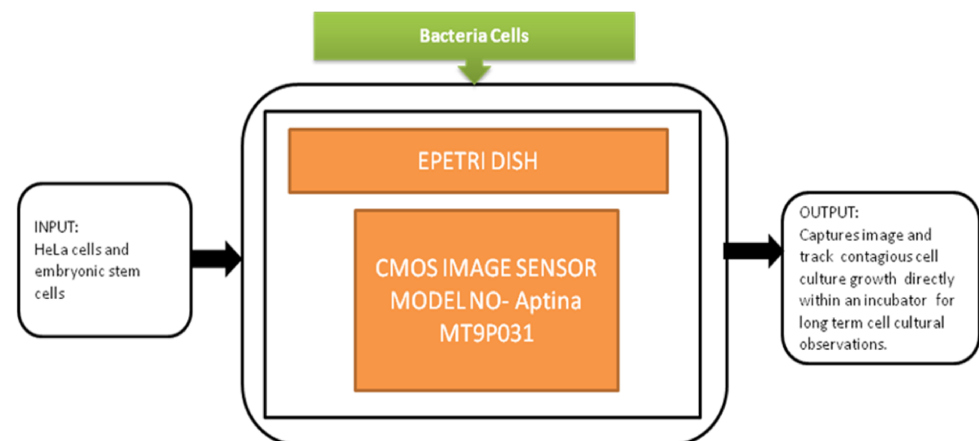 Bacteria Cells
EPETRI DISH
INPUT:
HeLa cells and
embryonic stem
cells
CMOS IMAGE SENSOR
MODEL NO- Aptina
MT9P031
OUTPUT:
Captures image and
track contagious cell
culture growth directly
within an incubator for
long term cell cultural
observations.